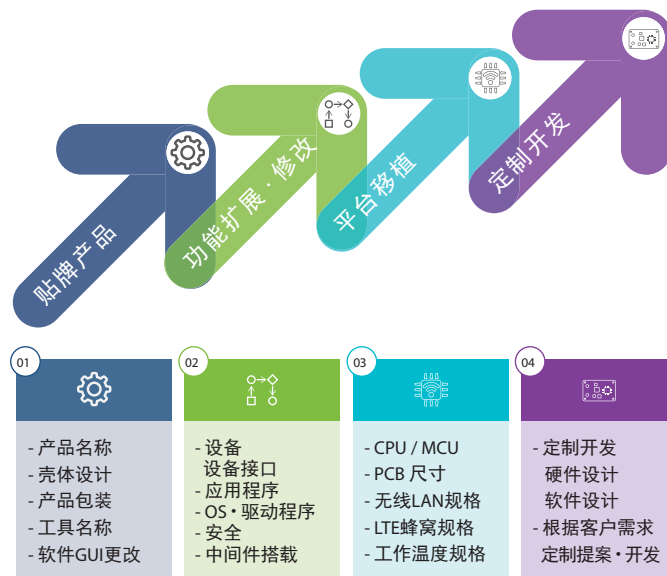 贴牌产品
功能扩展·修改
平台移植
定制开发
01
- 产品名称
- 壳体设计
- 产品包装
- 工具名称
- 软件GUI更改
02
- 设备
设备接口
- 应用程序
- OS・驱动程序
- 安全
- 中间件搭载
03
- CPU / MCU
- PCB 尺寸
- 无线LAN规格
- LTE蜂窝规格
- 工作温度规格
04
- 定制开发
硬件设计
软件设计
- 根据客户需求
定制提案・开发